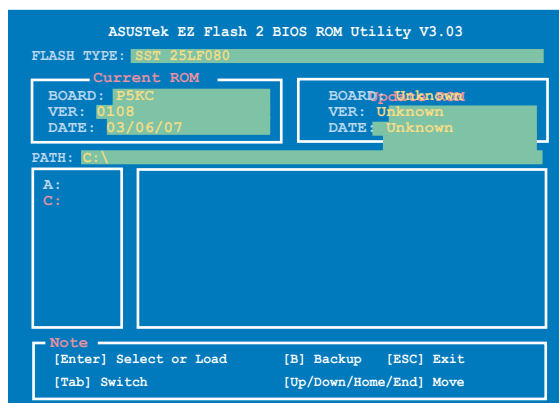 ASUSTek EZ Flash 2 BIOS ROM Utility V3.03
FLASH TYPE: SST 25LF080
Current ROM
BOARD: P5KC
VER: 0108
DATE: 03/06/07
Update ROM
BOARD: Unknown
VER: Unknown
DATE: Unknown
PATH: C:\
A:
C:
Note
[Enter] Select or Load [B] Backup [ESC] Exit
[Tab] Switch [Up/Down/Home/End] Move